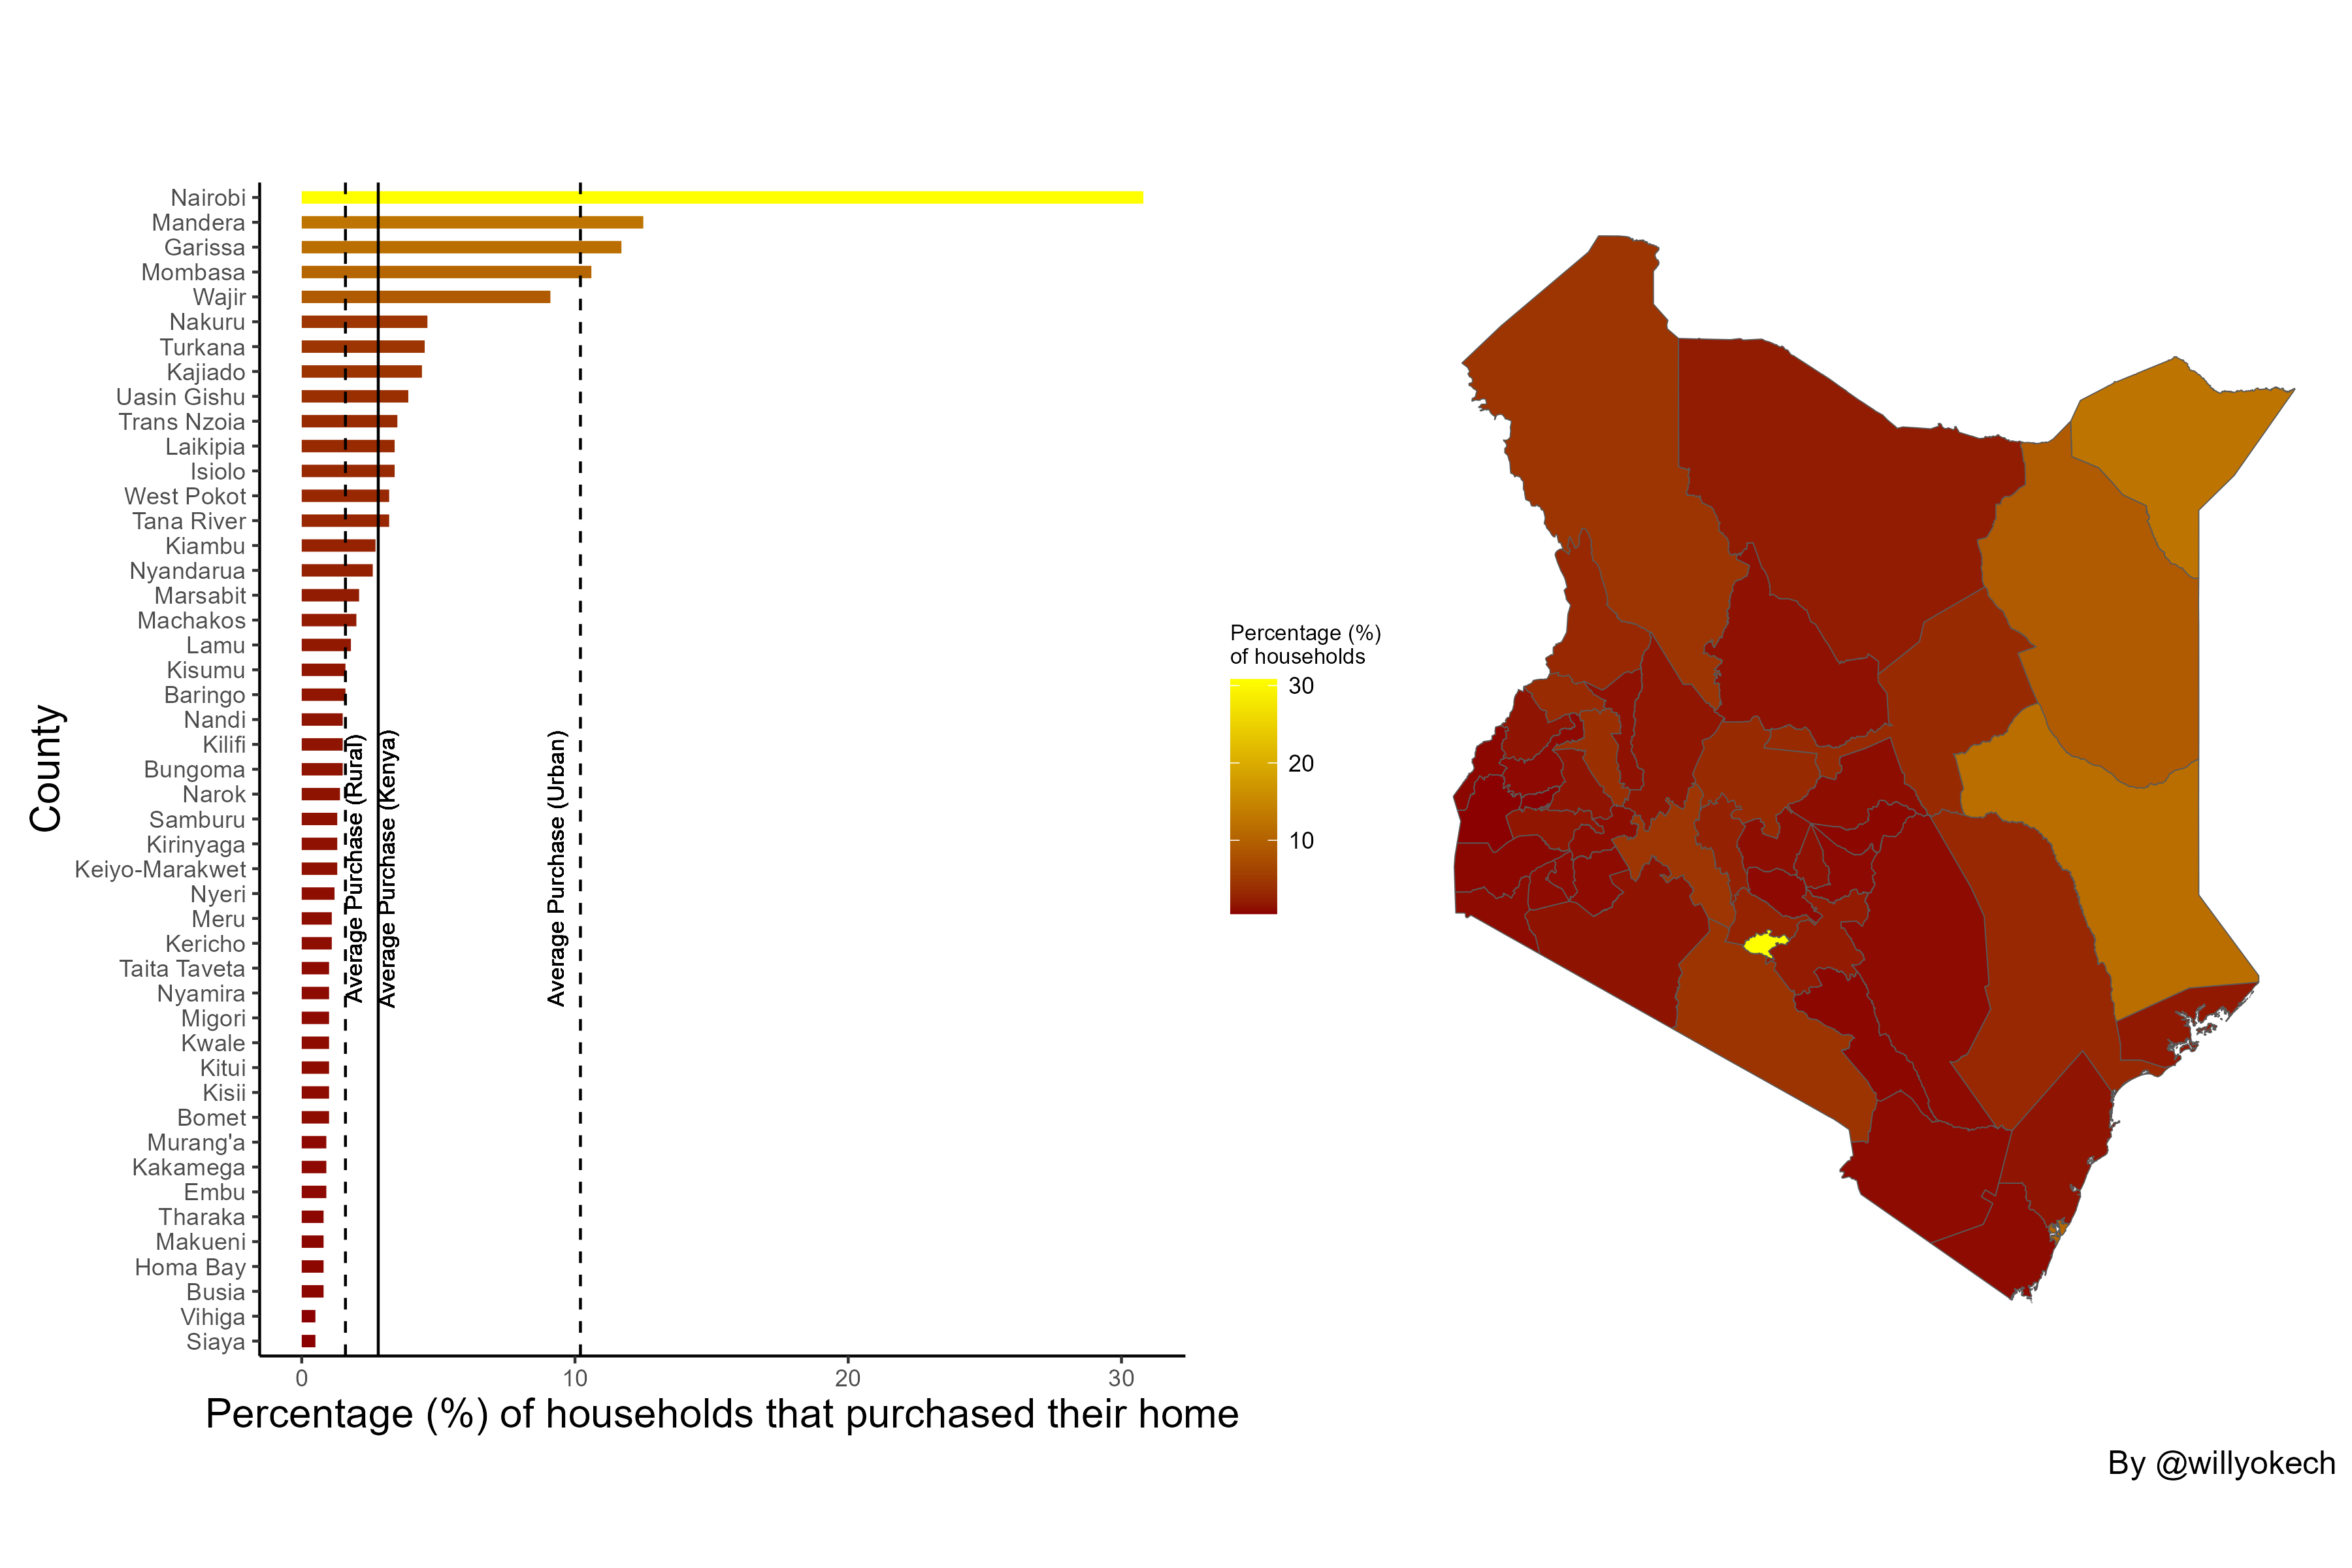 County
Nairobi
Mandera
Garissa
Mombasa
Wajir
Nakuru
Turkana
Kajiado
Uasin Gishu
Trans Nzoia
Laikipia
Isiolo
West Pokot
Tana River
Kiambu
Nyandarua
Marsabit
Machakos
Lamu
Kisumu
Baringo
Nandi
Kilifi
Bungoma
Narok
Samburu
Kirinyaga
Keiyo-Marakwet
Nyeri
Meru
Kericho
Taita Taveta
Nyamira
Migori
Kwale
Kitui
Kisii
Bomet
Murang'a
Kakamega
Embu
Tharaka
Makueni
Homa Bay
Busia
Vihiga
Siaya
Average Purchase (Rural)
Average Purchase (Kenya)
Average Purchase (Urban)
0
10
20
30
Percentage (%) of households that purchased their home
Percentage (%)
of households
30
20
10
By @willyokech